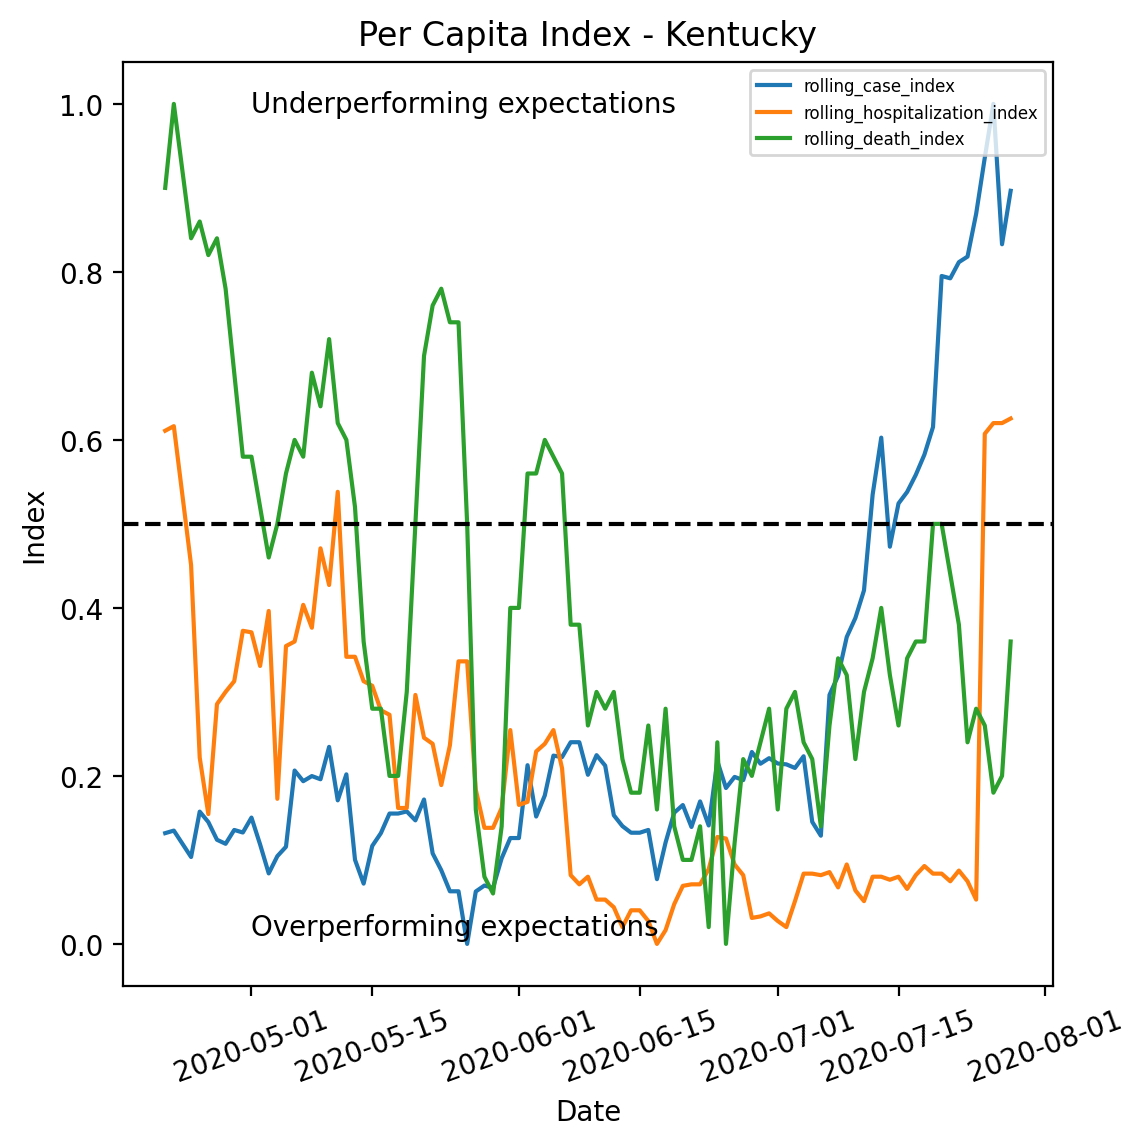 Per Capita Index - Kentucky
Underperforming expectations
rolling_case_index
rolling_hospitalization_index
rolling_death_index
1.0
0.8
0.6
0.4
0.2
0.0
Index
Overperforming expectations
2020-05-01
2020-05-15
2020-06-01
2020-06-15
2020-07-01
2020-07-15
2020-08-01
Date